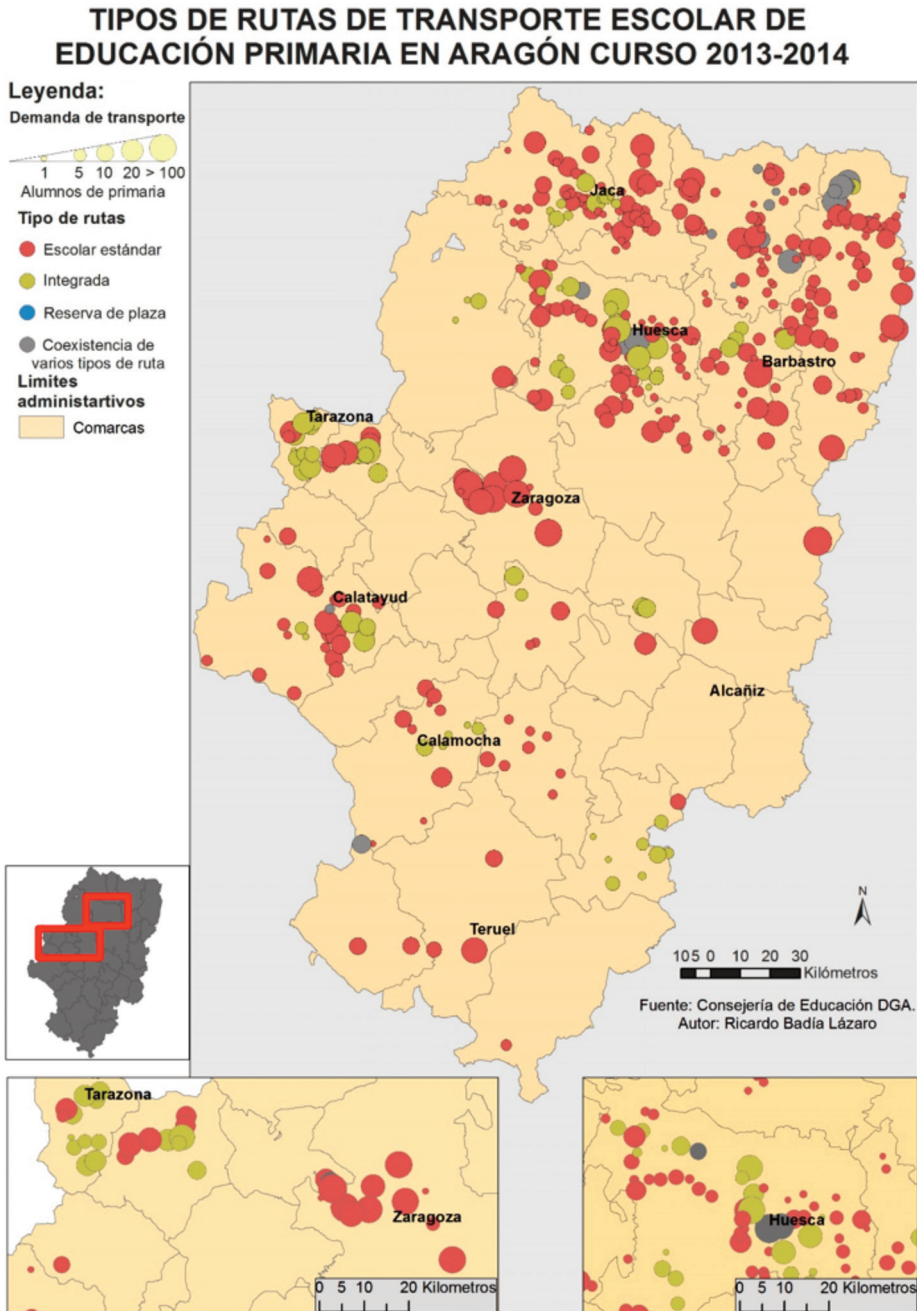 TIPOS DE RUTAS DE TRANSPORTE ESCOLAR DE
EDUCACIÓN PRIMARIA EN ARAGÓN CURSO 2013-2014
Leyenda:
Demanda de transporte
1 5 10 20 > 100
Alumnos de primaria
Tipo de rutas
Escolar estándar
Integrada
Reserva de plaza
Coexistencia de
varios tipos de ruta
Limites
administartivos
Comarcas
Jaca
Huesca
Barbastro
Tarazona
Zaragoza
Calatayud
Alcañiz
Calamocha
Teruel
N
10 5 0 10 20 30
Kilómetros
Fuente: Consejería de Educación DGA.
Autor: Ricardo Badía Lázaro
Tarazona
Zaragoza
0 5 10 20 Kilometros
Huesca
0 5 10 20 Kilometros